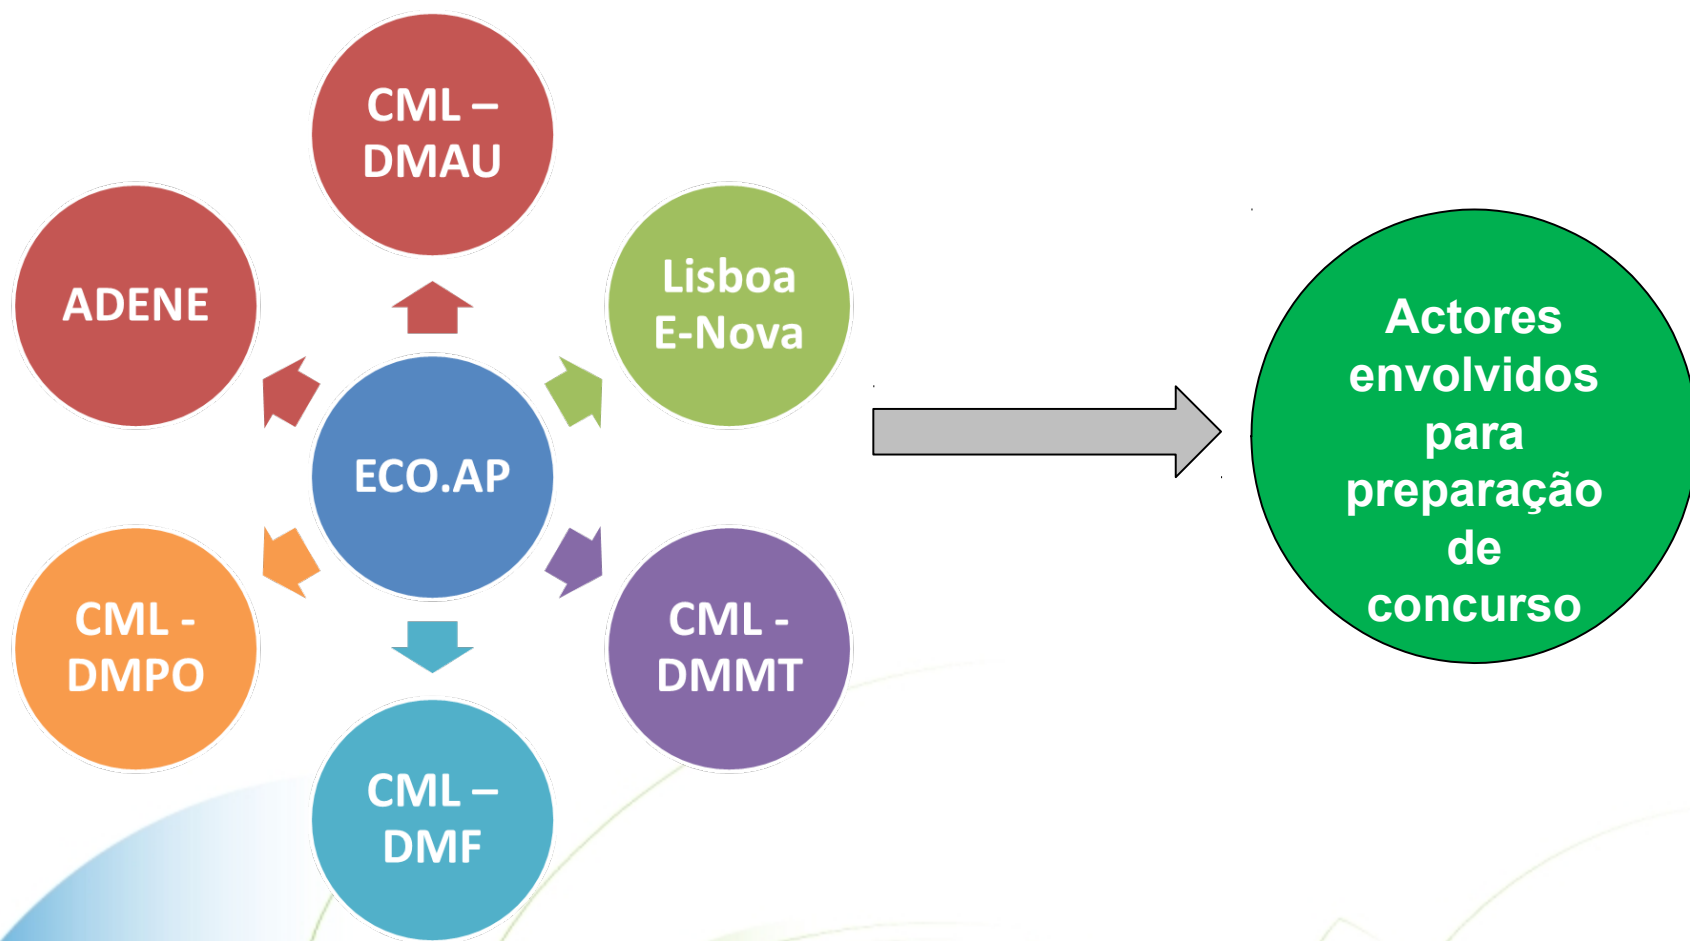 CML –
DMAU
ADENE
Lisboa
E-Nova
ECO.AP
CML -
DMPO
CML -
DMMT
CML –
DMF
Actores
envolvidos
para
preparação
de
concurso